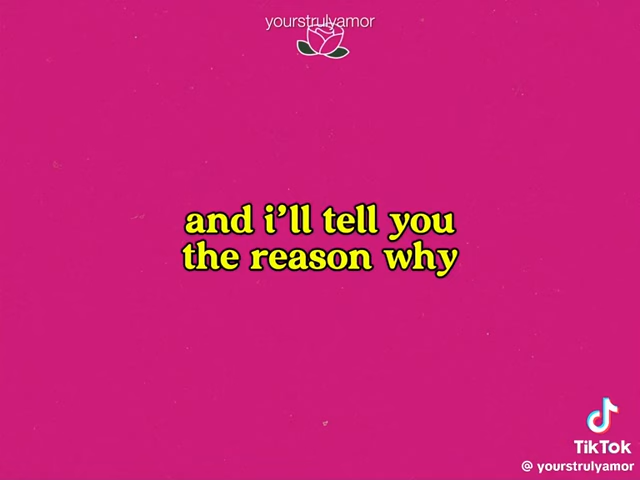 yourstrulyamor
and i'll tell you
the reason why
TikTok
@ yourstrulyamor